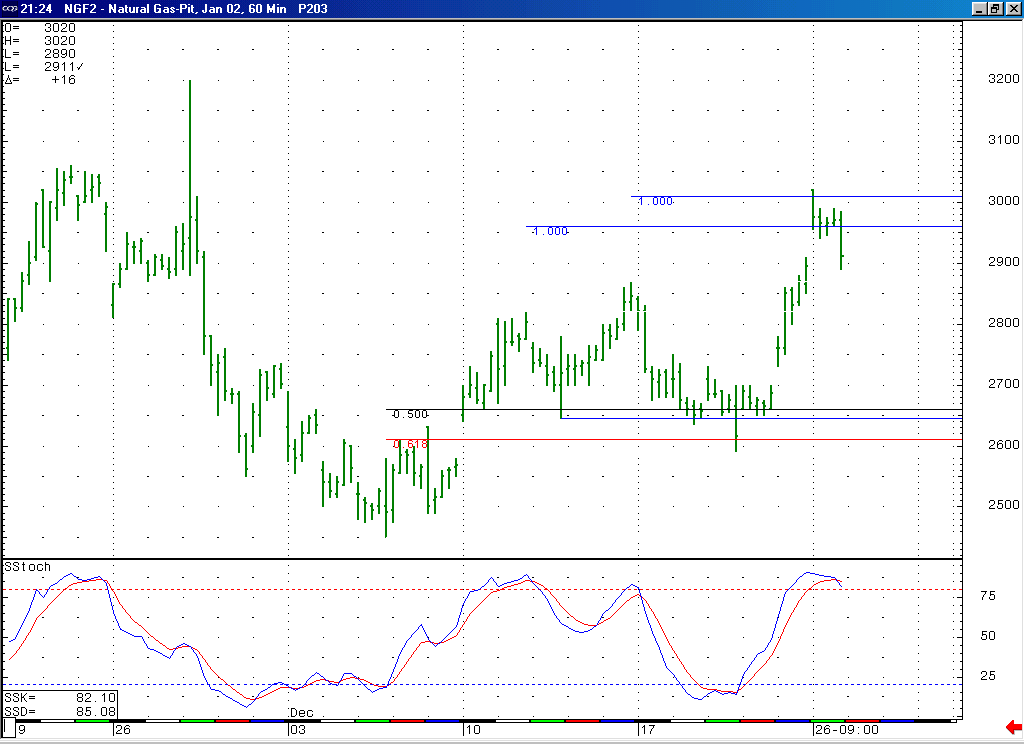 CQG 21:24 NGF2 - Natural Gas-Pit, Jan 02, 60 Min P203
O= 3020
H= 3020
L= 2890
L= 2911✓
Δ= +16
3200
3100
3000
1.000
-1.000
2900
2800
2700
0.500
2600
0.618
2500
SStoch
75
50
25
SSK= 82.10
SSD= 85.08
Dec
9 26 03 10 17 26-09:00